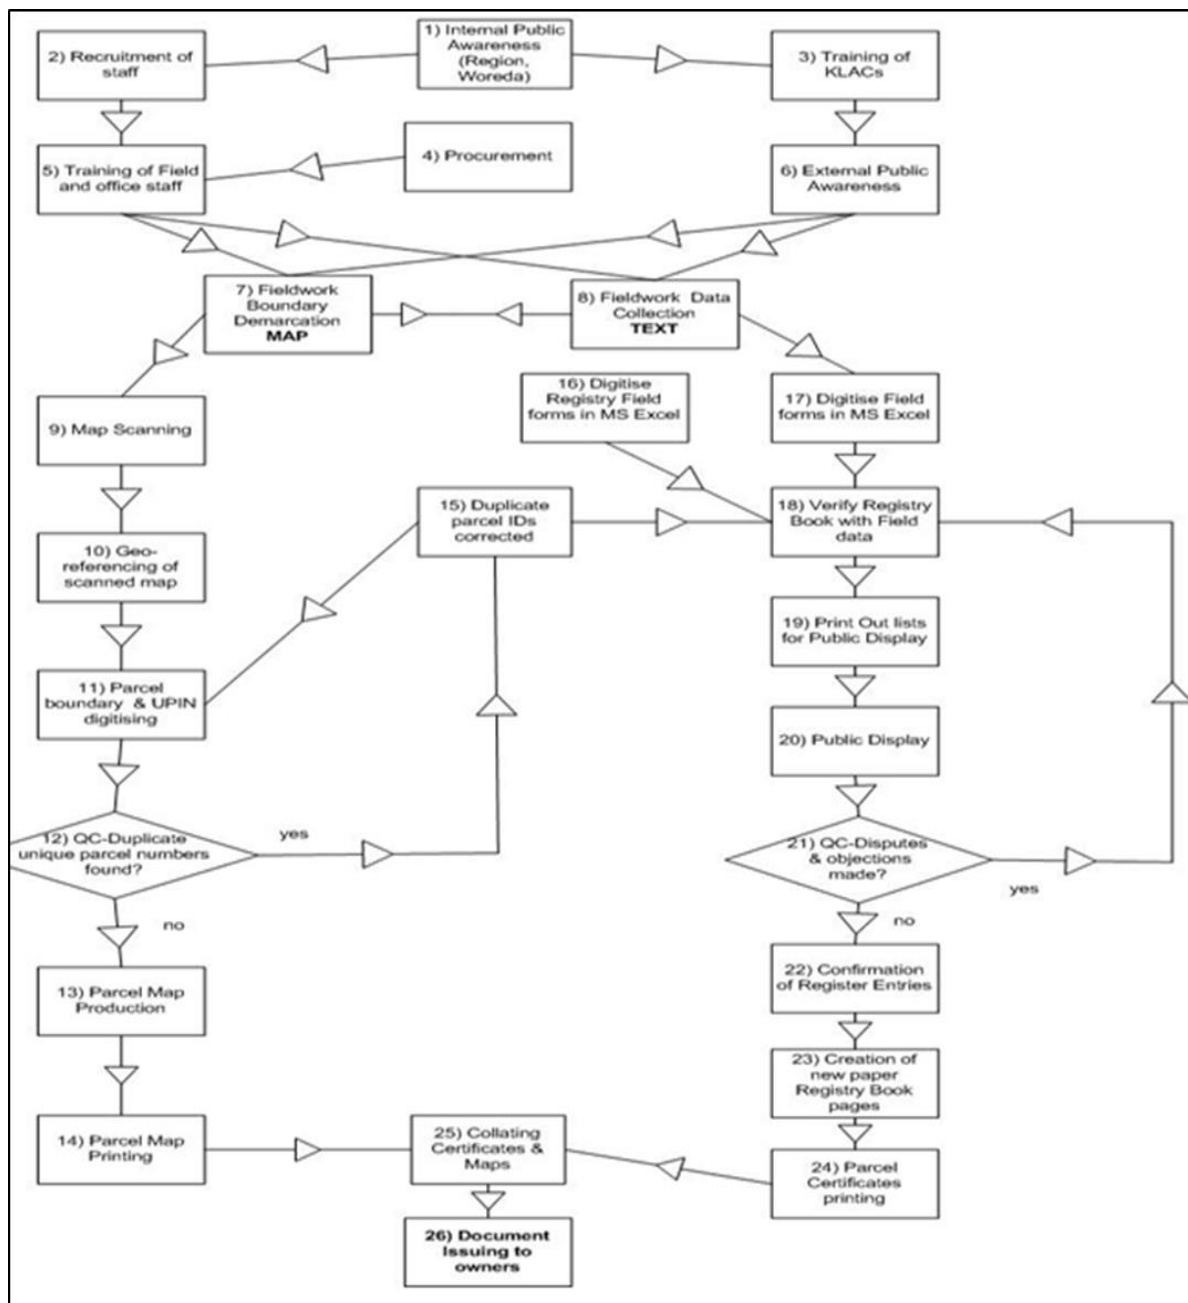 1) Internal Public
Awareness
(Region,
Woreda)
2) Recruitment of
staff
3) Training of
KLACs
4) Procurement
5) Training of Field
and office staff
6) External Public
Awareness
7) Fieldwork
Boundary
Demarcation
MAP
8) Fieldwork Data
Collection
TEXT
9) Map Scanning
16) Digitise
Registry Field
forms in MS Excel
17) Digitise Field
forms in MS Excel
15) Duplicate
parcel IDs
corrected
18) Verify Registry
Book with Field
data
10) Geo-
referencing of
scanned map
19) Print Out lists
for Public Display
11) Parcel
boundary & UPIN
digitising
20) Public Display
12) QC-Duplicate
unique parcel numbers
found?
yes
no
21) QC-Disputes
& objections
made?
yes
no
13) Parcel Map
Production
22) Confirmation
of Register Entries
23) Creation of
new paper
Registry Book
pages
14) Parcel Map
Printing
25) Collating
Certificates &
Maps
24) Parcel
Certificates
printing
26) Document
Issuing to
owners